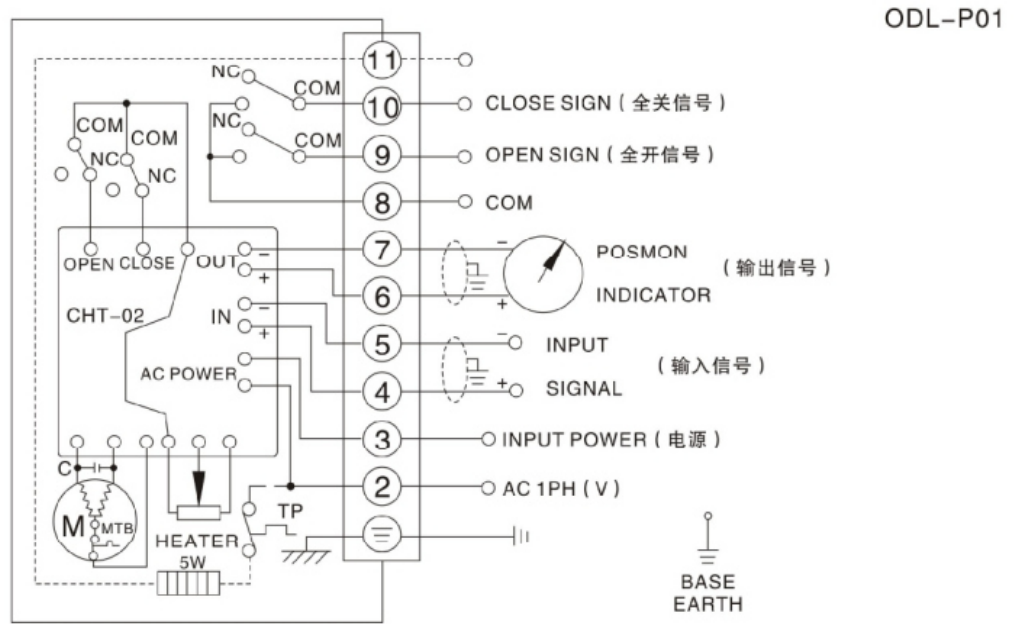 ODL-P01
11
NC
COM
10
CLOSE SIGN ( 全关信号 )
COM
COM
NC
COM
9
OPEN SIGN ( 全开信号 )
NC
NC
8
COM
OPEN
CLOSE
OUT
−
+
7
−
POSMON
( 输出信号 )
6
+
INDICATOR
CHT-02
IN
−
+
5
−
INPUT
( 输入信号 )
AC POWER
4
+
SIGNAL
3
INPUT POWER ( 电源 )
C
2
AC 1PH ( V )
M
MTB
TP
HEATER
5W
BASE
EARTH